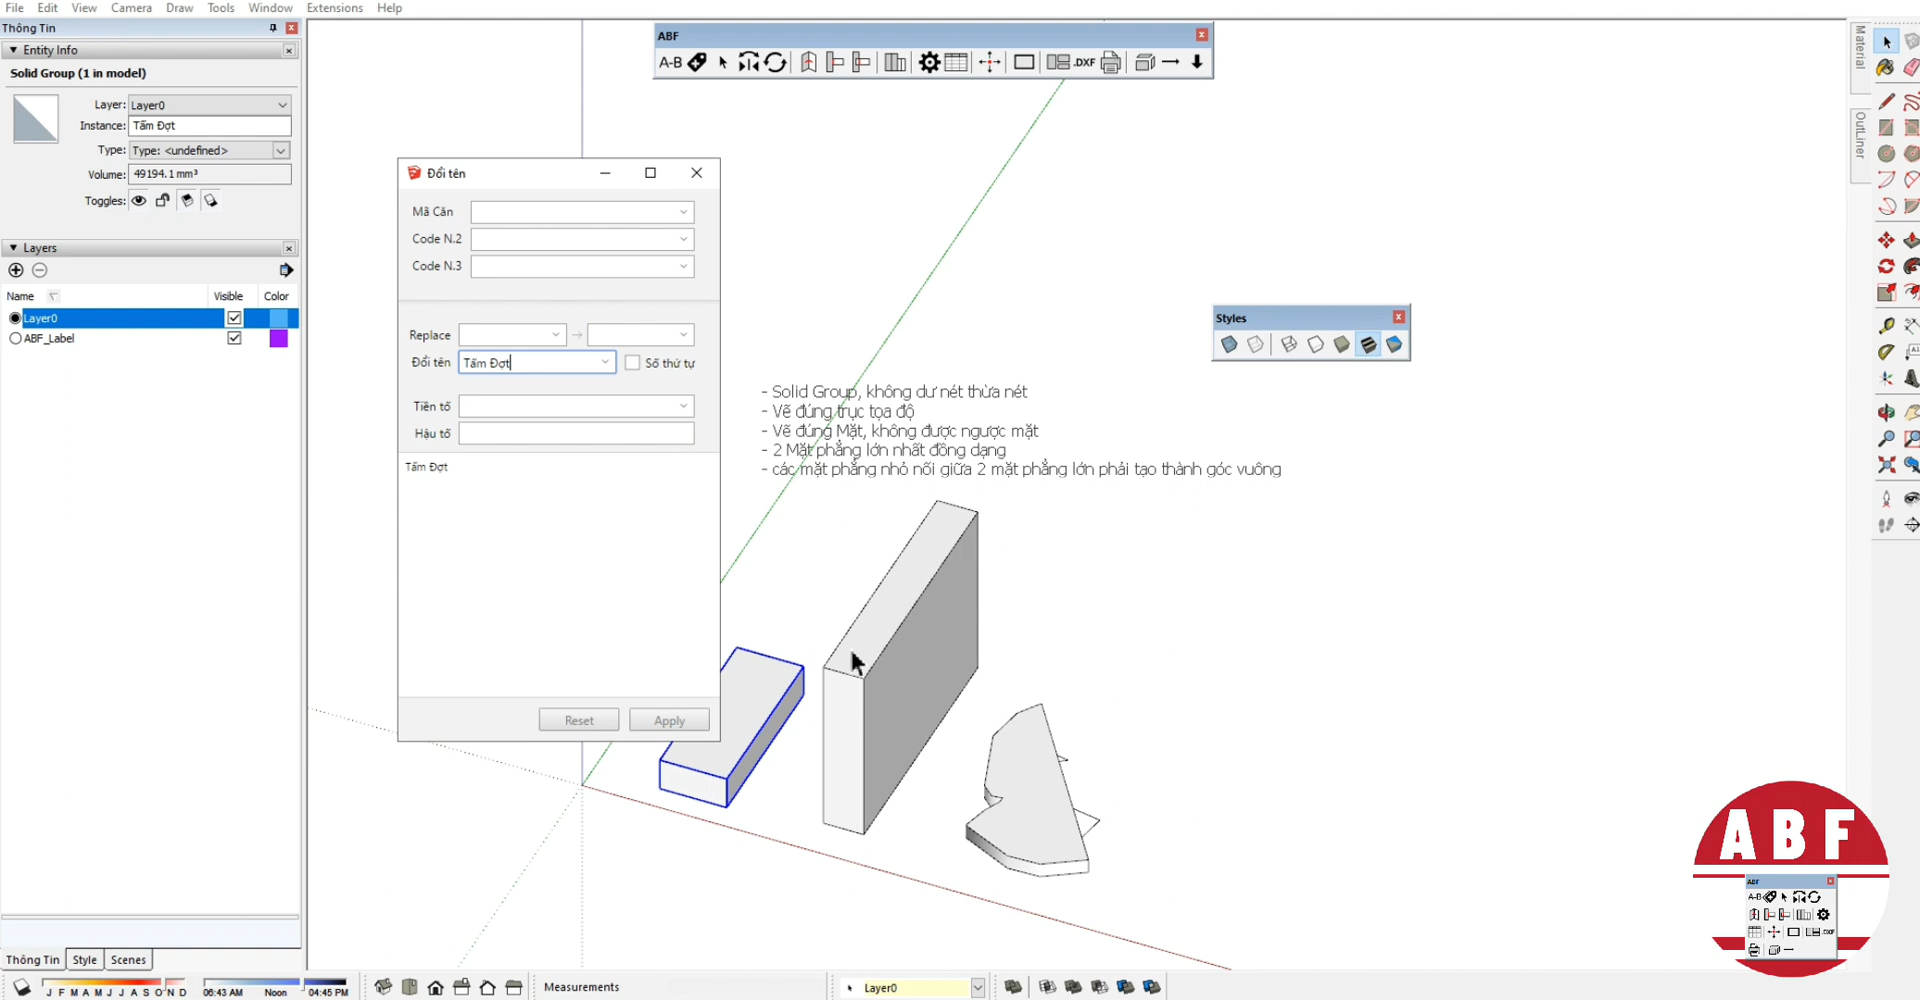 File Edit View Camera Draw Tools Window Extensions Help
Thông Tin
Entity Info
Solid Group (1 in model)
Layer: Layer0
Instance: Tấm Đợt
Type: Type: <undefined>
Volume: 49194.1 mm³
Toggles:
Layers
Name Visible Color
Layer0
ABF_Label
ABF
A-B .DXF
Đổi tên
Mã Căn
Code N.2
Code N.3
Replace →
Đổi tên Tấm Đợt Số thứ tự
Tiền tố
Hậu tố
Tấm Đợt
Reset Apply
Styles
- Solid Group, không dư nét thừa nét
- Vẽ đúng trục tọa độ
- Vẽ đúng Mặt, không được ngược mặt
- 2 Mặt phẳng lớn nhất đồng dạng
- các mặt phẳng nhỏ nối giữa 2 mặt phẳng lớn phải tạo thành góc vuông
Material
OutLiner
ABF
ABF
A-B
.DXF
Thông Tin Style Scenes
J F M A M J J A S O N D 06:43 AM Noon 04:45 PM
Measurements
Layer0